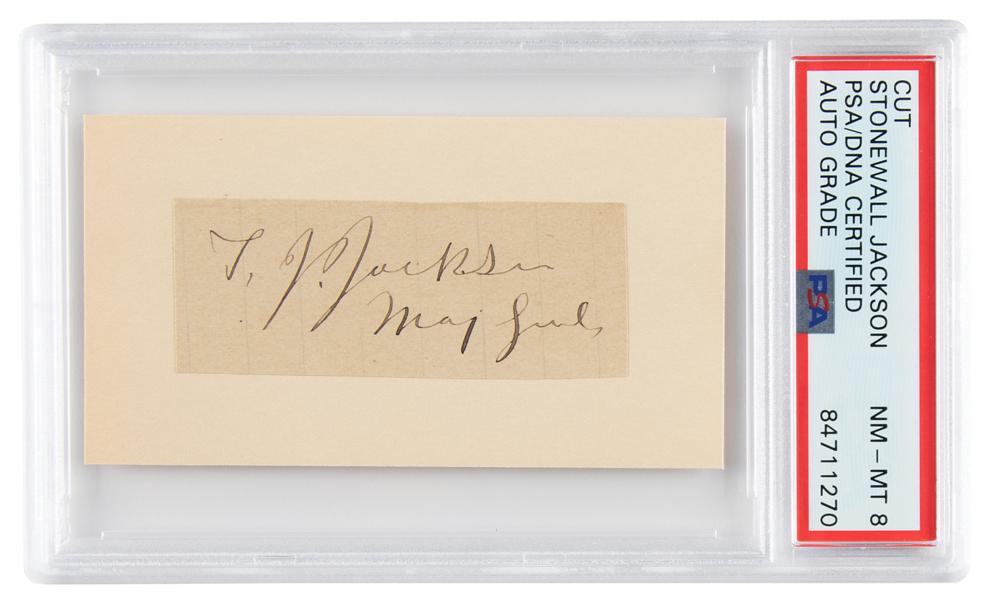 T. J. Jackson
Maj Genl.
CUT
STONEWALL JACKSON NM-MT 8
PSA/DNA CERTIFIED
AUTO GRADE 84711270
PSA